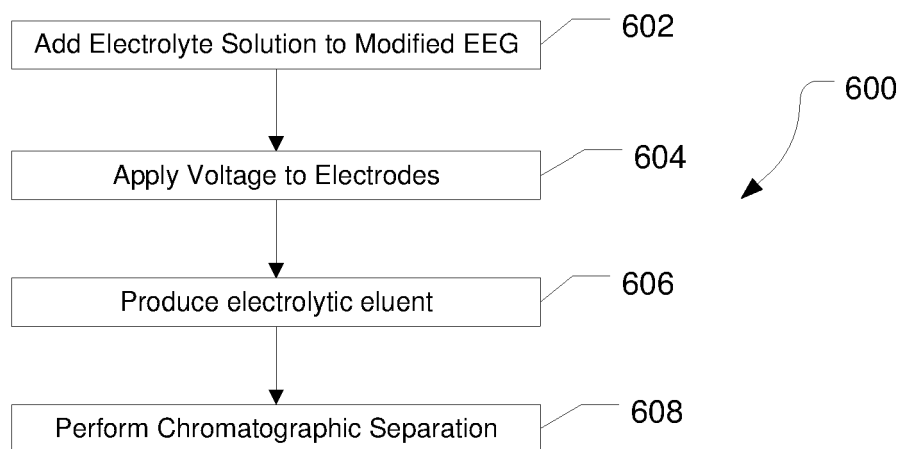 Add Electrolyte Solution to Modified EEG
602
600
Apply Voltage to Electrodes
604
Produce electrolytic eluent
606
Perform Chromatographic Separation
608